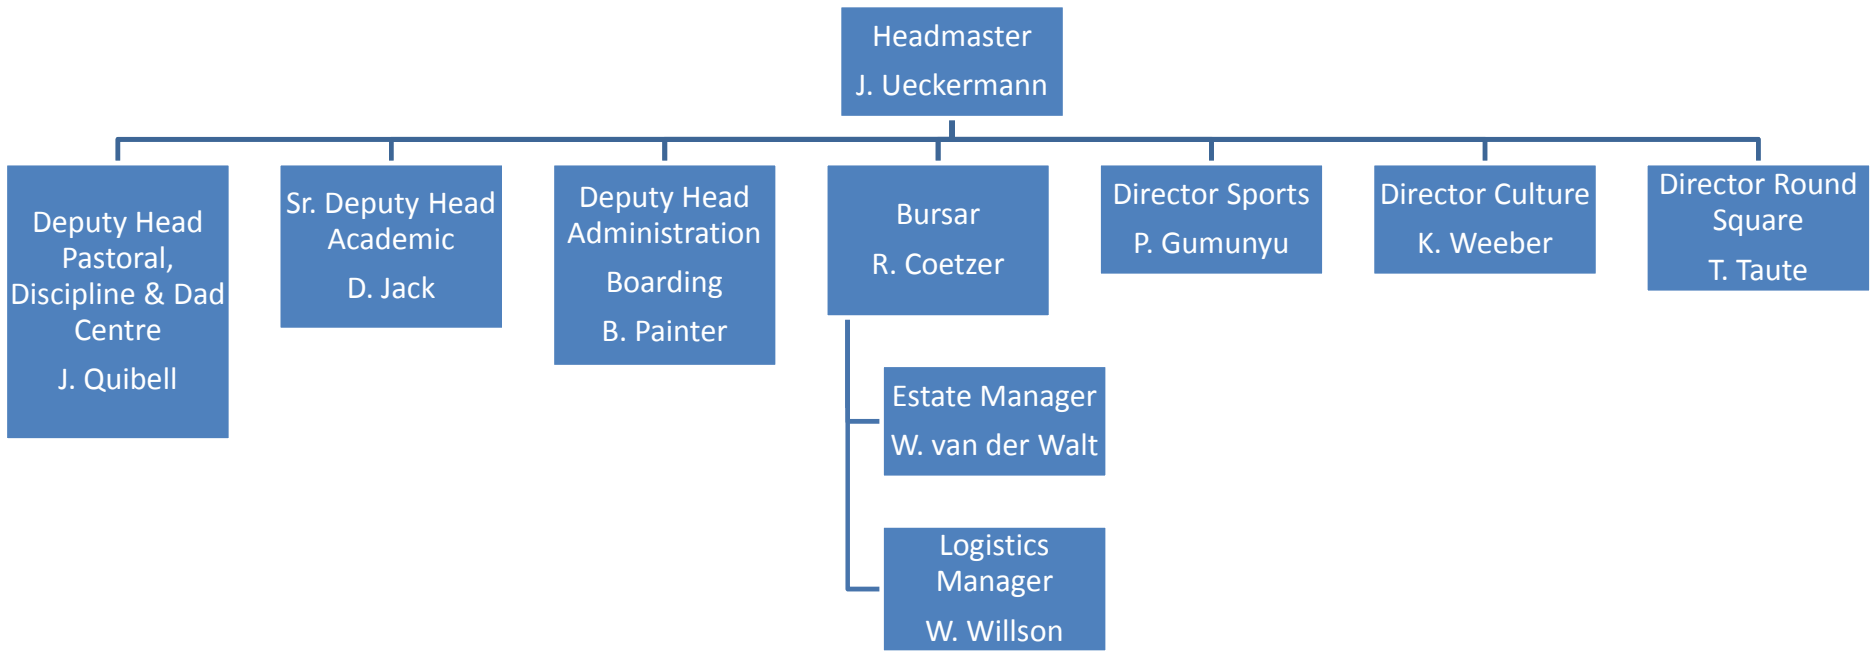 Headmaster
J. Ueckermann
Deputy Head
Pastoral,
Discipline & Dad
Centre
J. Quibell
Sr. Deputy Head
Academic
D. Jack
Deputy Head
Administration
Boarding
B. Painter
Bursar
R. Coetzer
Director Sports
P. Gumunyu
Director Culture
K. Weeber
Director Round
Square
T. Taute
Estate Manager
W. van der Walt
Logistics
Manager
W. Willson